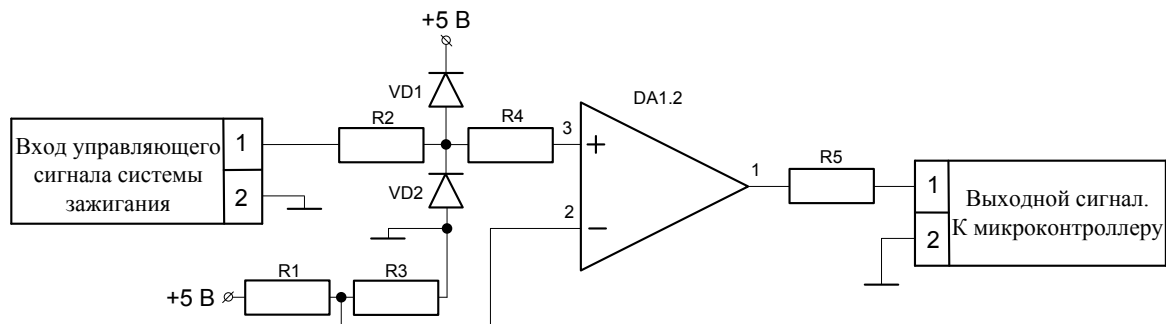 +5 В
VD1
DA1.2
R2
R4
3
Вход управляющего
сигнала системы
зажигания
1
2
VD2
2
1
R5
1
2
Выходной сигнал.
К микроконтроллеру
R1
R3
+5 В